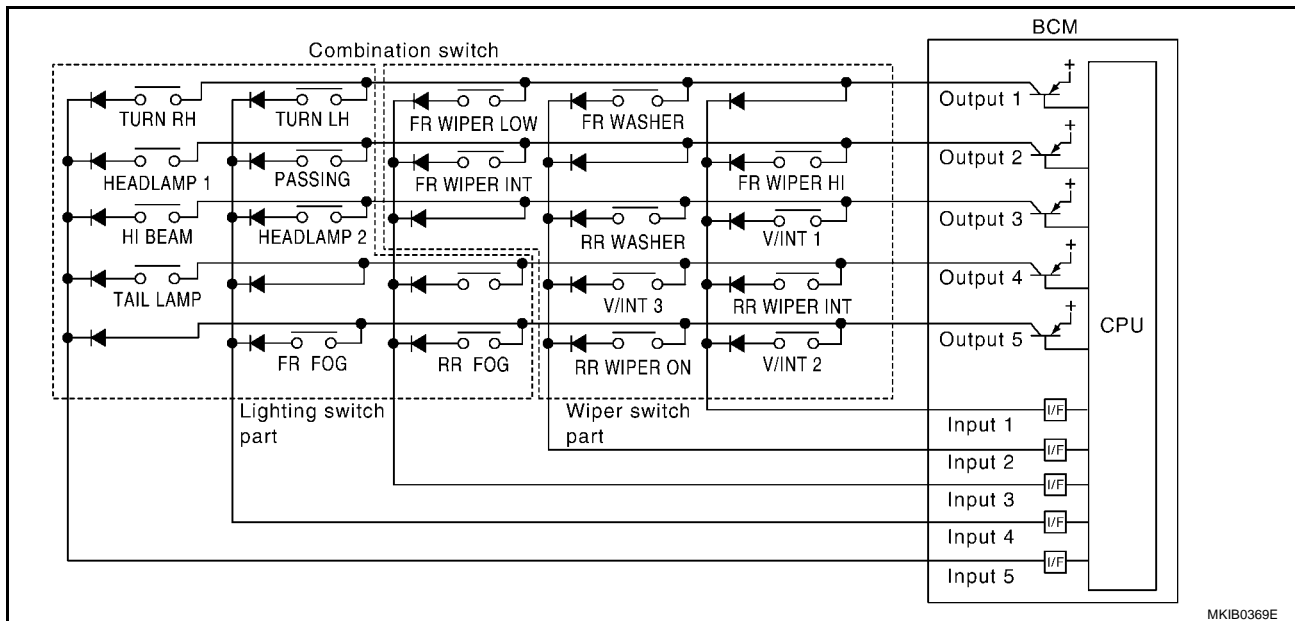 BCM
Combination switch
+
Output 1
TURN RH
TURN LH
FR WIPER LOW
FR WASHER
+
Output 2
HEADLAMP 1
PASSING
FR WIPER INT
FR WIPER HI
+
Output 3
HI BEAM
HEADLAMP 2
RR WASHER
V/INT 1
+
Output 4
TAIL LAMP
V/INT 3
RR WIPER INT
+
Output 5
CPU
FR FOG
RR FOG
RR WIPER ON
V/INT 2
Lighting switch
part
Wiper switch
part
I/F
Input 1
I/F
Input 2
I/F
Input 3
I/F
Input 4
I/F
Input 5
MKIB0369E